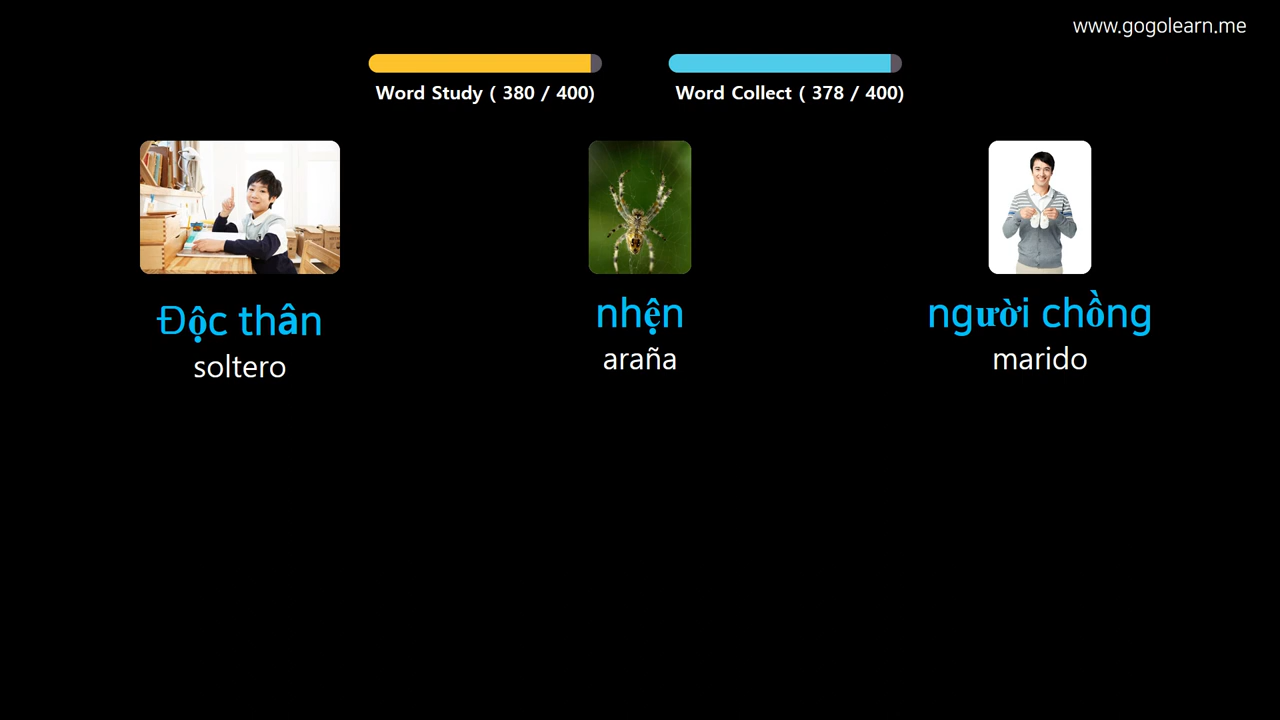 www.gogolearn.me
Word Study ( 380 / 400)
Word Collect ( 378 / 400)
Độc thân
soltero
nhện
araña
người chồng
marido